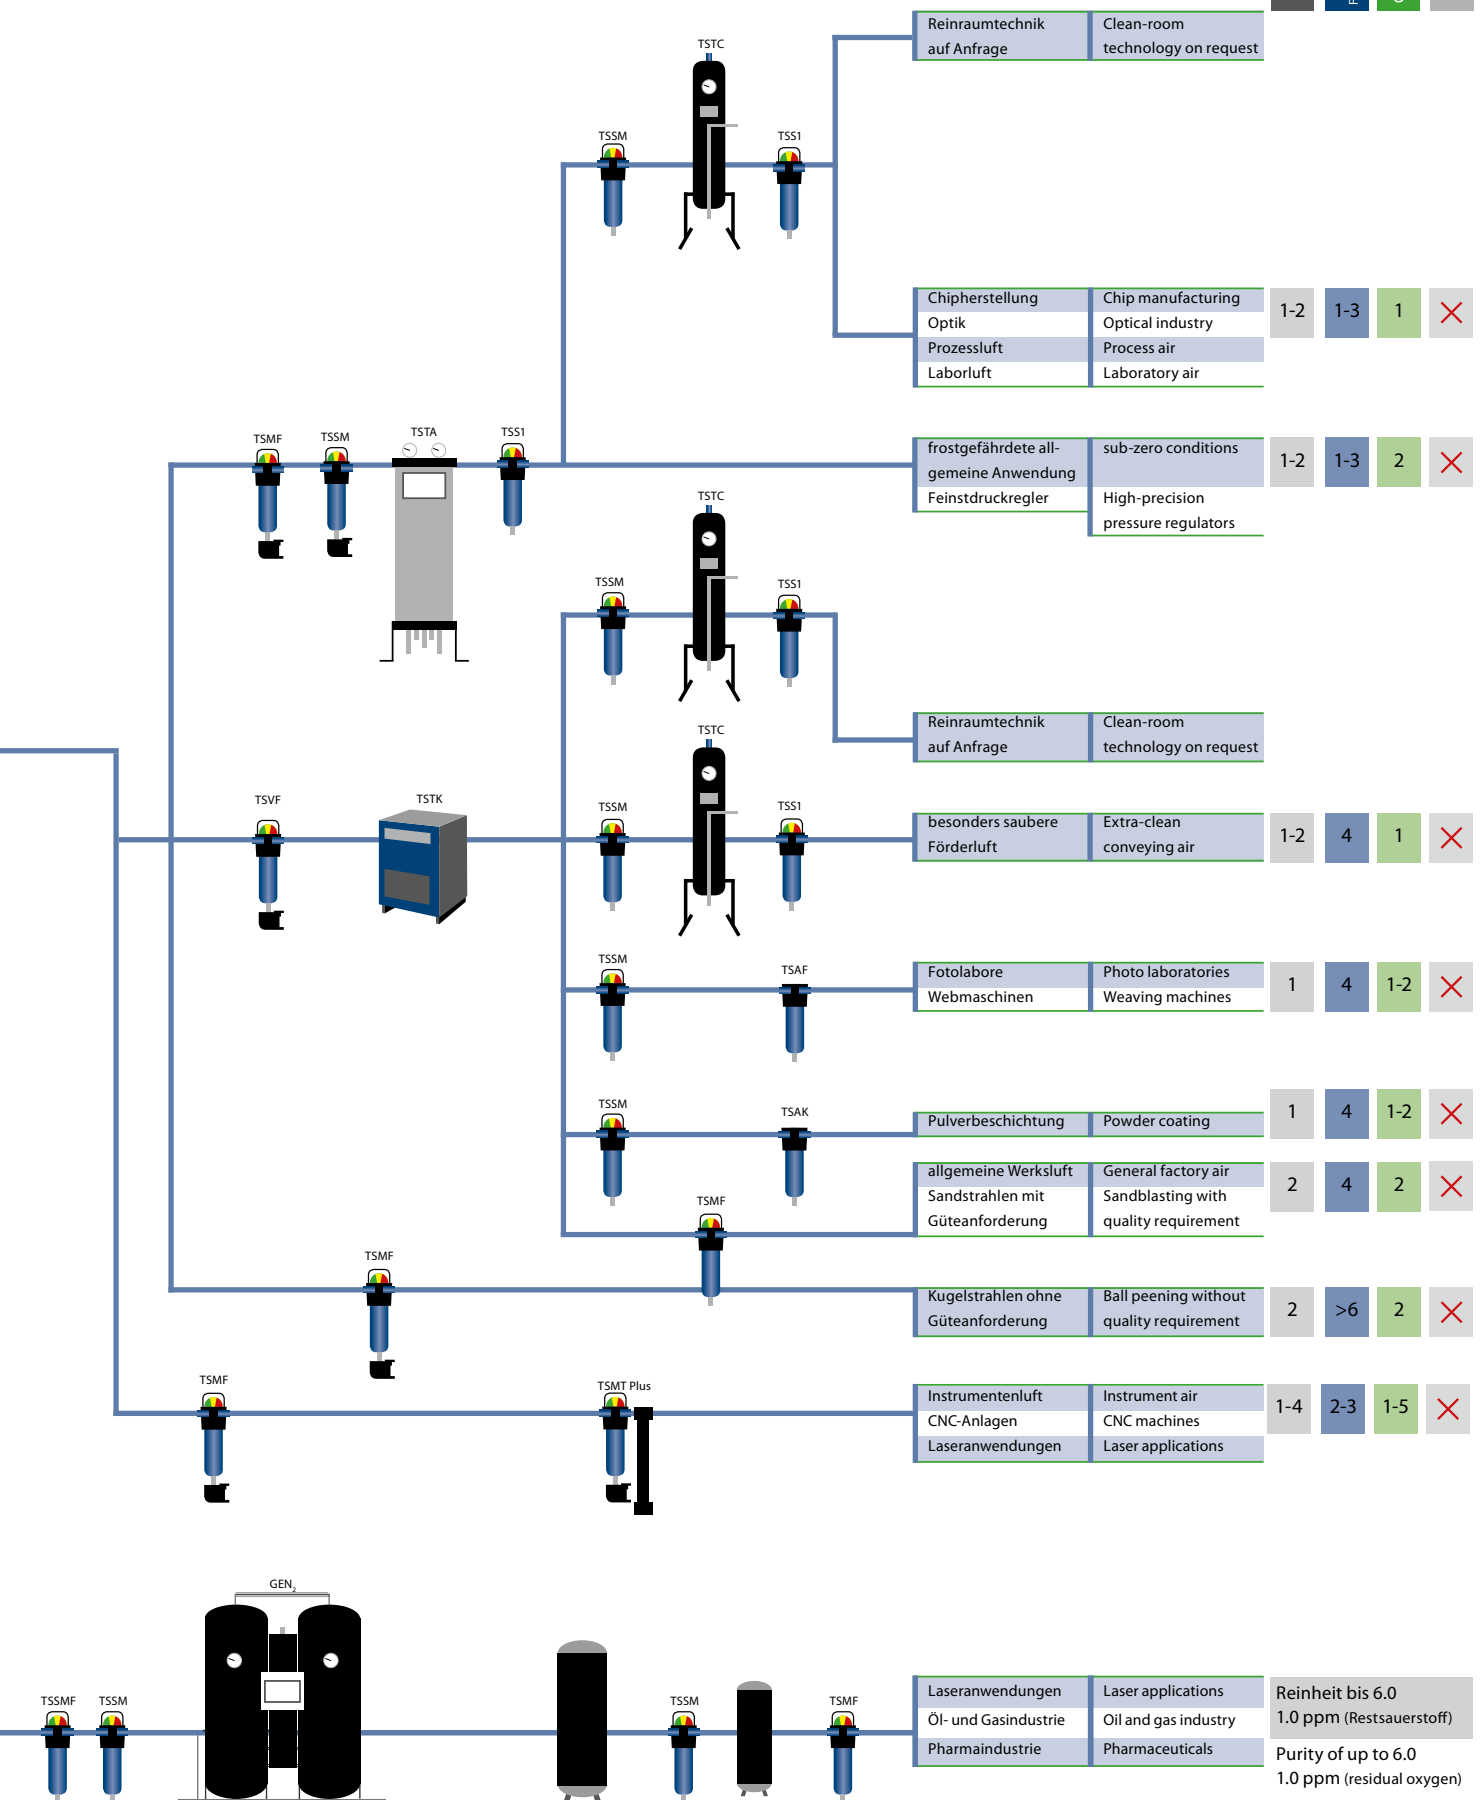 Reinraumtechnik
auf Anfrage
Clean-room
technology on request
TSTC
TSSM
TSS1
Chipherstellung
Optik
Prozessluft
Laborluft
Chip manufacturing
Optical industry
Process air
Laboratory air
1-2 1-3 1
TSMF
TSSM
TSTA
TSS1
frostgefährdete all-
gemeine Anwendung
Feinstdruckregler
sub-zero conditions
High-precision
pressure regulators
1-2 1-3 2
TSTC
TSSM
TSS1
Reinraumtechnik
auf Anfrage
Clean-room
technology on request
TSTC
TSVF
TSTK
TSSM
TSS1
besonders saubere
Förderluft
Extra-clean
conveying air
1-2 4 1
TSSM
TSAF
Fotolabore
Webmaschinen
Photo laboratories
Weaving machines
1 4 1-2
TSSM
TSAK
Pulverbeschichtung
Powder coating
1 4 1-2
TSMF
allgemeine Werksluft
Sandstrahlen mit
Güteanforderung
General factory air
Sandblasting with
quality requirement
2 4 2
TSMF
Kugelstrahlen ohne
Güteanforderung
Ball peening without
quality requirement
2 >6 2
TSMF
TSMT Plus
Instrumentenluft
CNC-Anlagen
Laseranwendungen
Instrument air
CNC machines
Laser applications
1-4 2-3 1-5
GEN2
TSSMF
TSSM
TSSM
TSMF
Laseranwendungen
Öl- und Gasindustrie
Pharmaindustrie
Laser applications
Oil and gas industry
Pharmaceuticals
Reinheit bis 6.0
1.0 ppm (Restsauerstoff)
Purity of up to 6.0
1.0 ppm (residual oxygen)